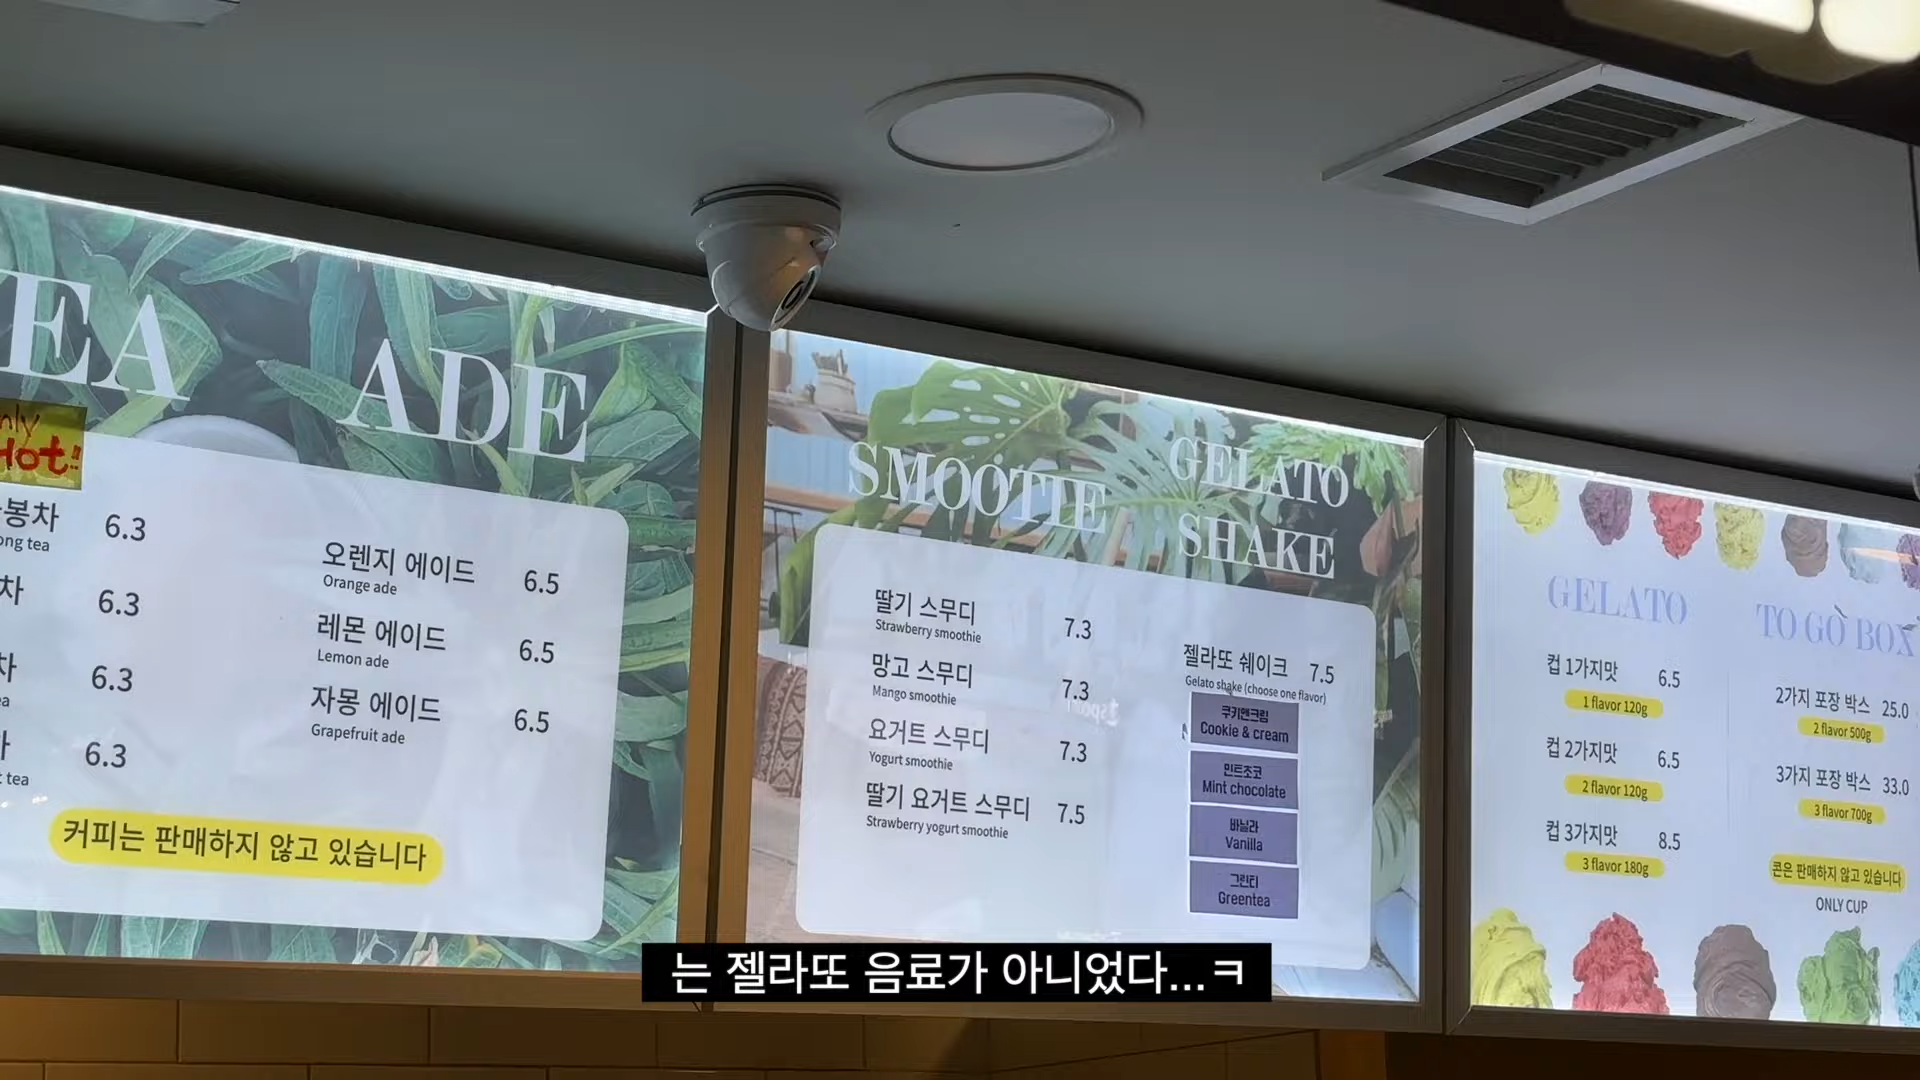 EA
ADE
Only
Hot!!
봉차 6.3
ong tea
차 6.3
차 6.3
6.3
tea
오렌지 에이드 6.5
Orange ade
레몬 에이드 6.5
Lemon ade
자몽 에이드 6.5
Grapefruit ade
커피는 판매하지 않고 있습니다
SMOOTIE
딸기 스무디 7.3
Strawberry smoothie
망고 스무디 7.3
Mango smoothie
요거트 스무디 7.3
Yogurt smoothie
딸기 요거트 스무디 7.5
Strawberry yogurt smoothie
GELATO
SHAKE
젤라또 쉐이크 7.5
Gelato shake (choose one flavor)
쿠키앤크림
Cookie & cream
민트초코
Mint chocolate
바닐라
Vanilla
그린티
Greentea
GELATO
컵 1가지맛 6.5
1 flavor 120g
컵 2가지맛 6.5
2 flavor 120g
컵 3가지맛 8.5
3 flavor 180g
TO GO BOX
2가지 포장 박스 25.0
2 flavor 500g
3가지 포장 박스 33.0
3 flavor 700g
콘은 판매하지 않고 있습니다
ONLY CUP
는 젤라또 음료가 아니었다...ㅋ